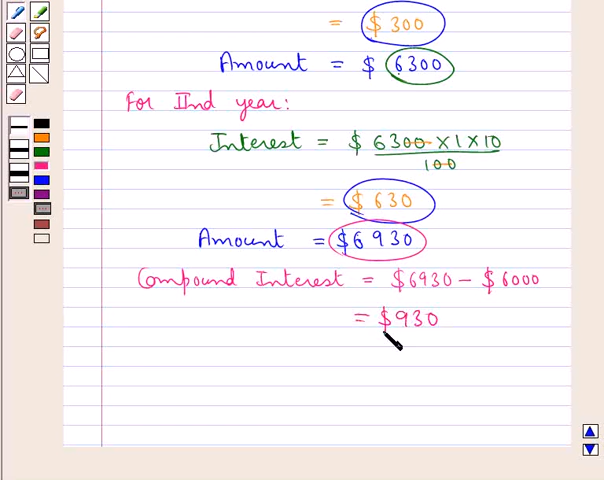 = $ 300
Amount = $ 6300
For IInd year:
Interest = $ 6300 × 1 × 10
100
= $ 630
Amount = $6930
Compound Interest = $6930 − $6000
= $930